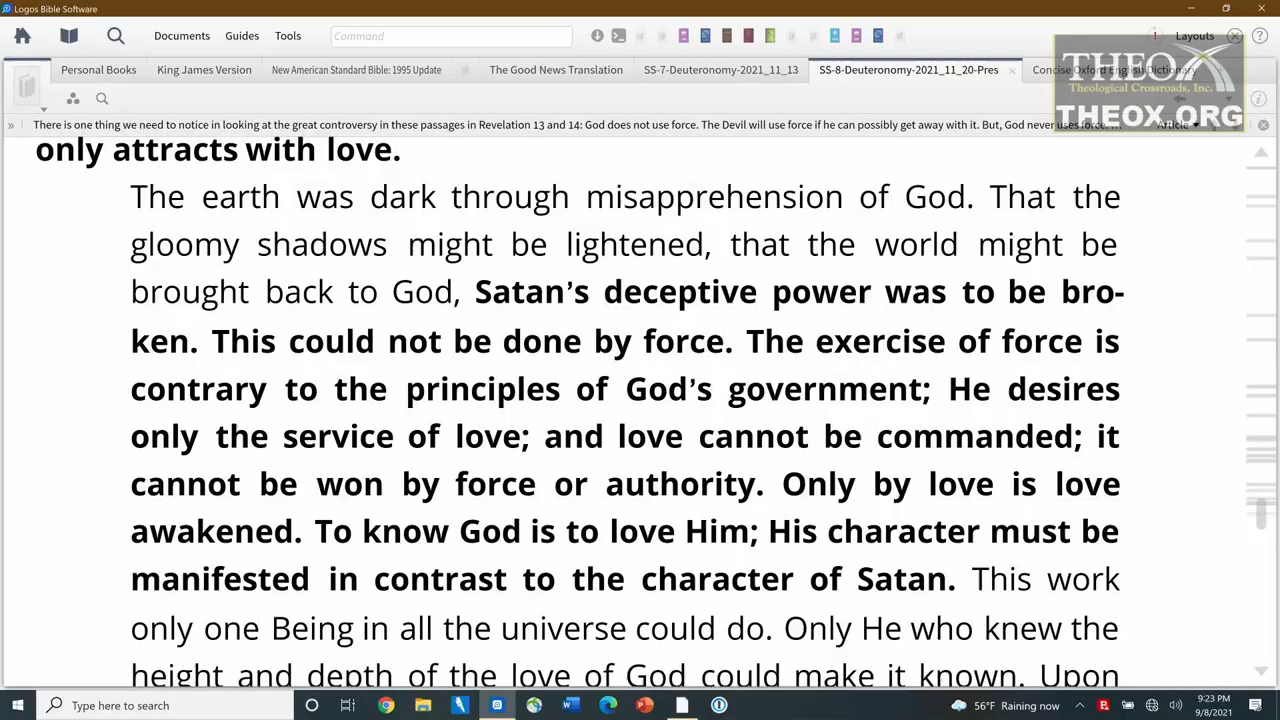 Logos Bible Software
Documents Guides Tools Command Layouts
Personal Books King James Version New American Standard Update The Good News Translation SS-7-Deuteronomy-2021_11_13 SS-8-Deuteronomy-2021_11_20-Pres Concise Oxford English Dictionary
THEOX
Theological Crossroads, Inc.
THEOX.ORG
» There is one thing we need to notice in looking at the great controversy these passages in Revelation 12 and 14: God does not use force. The Devil will use force if he can possibly get away with it. But, God never uses force. ... Article
only attracts with love.
The earth was dark through misapprehension of God. That the
gloomy shadows might be lightened, that the world might be
brought back to God, Satan’s deceptive power was to be bro-
ken. This could not be done by force. The exercise of force is
contrary to the principles of God’s government; He desires
only the service of love; and love cannot be commanded; it
cannot be won by force or authority. Only by love is love
awakened. To know God is to love Him; His character must be
manifested in contrast to the character of Satan. This work
only one Being in all the universe could do. Only He who knew the
height and depth of the love of God could make it known. Upon
Type here to search
56°F Raining now
9:23 PM
9/8/2021